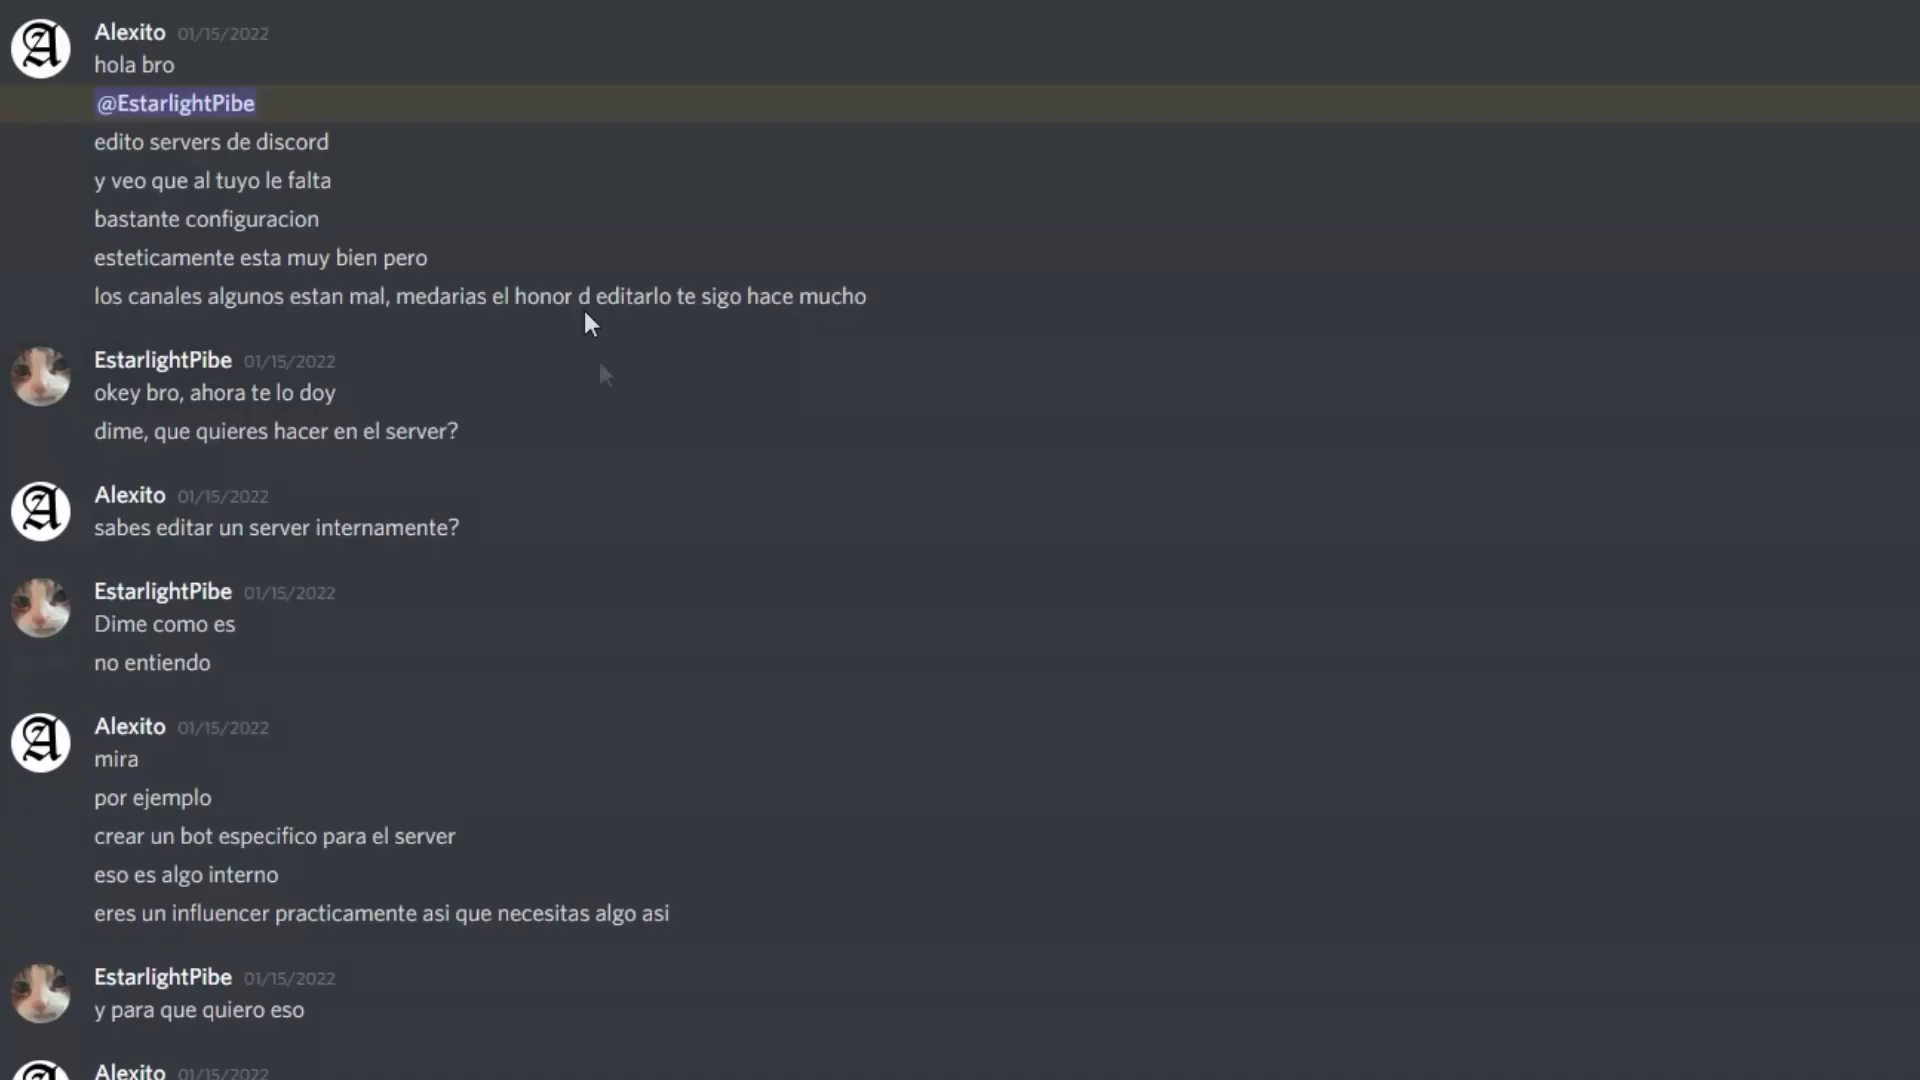 Alexito 01/15/2022
hola bro
@EstarlightPibe
edito servers de discord
y veo que al tuyo le falta
bastante configuracion
esteticamente esta muy bien pero
los canales algunos estan mal, medarias el honor d editarlo te sigo hace mucho
EstarlightPibe 01/15/2022
okey bro, ahora te lo doy
dime, que quieres hacer en el server?
Alexito 01/15/2022
sabes editar un server internamente?
EstarlightPibe 01/15/2022
Dime como es
no entiendo
Alexito 01/15/2022
mira
por ejemplo
crear un bot especifico para el server
eso es algo interno
eres un influencer practicamente asi que necesitas algo asi
EstarlightPibe 01/15/2022
y para que quiero eso
Alexito 01/15/2022